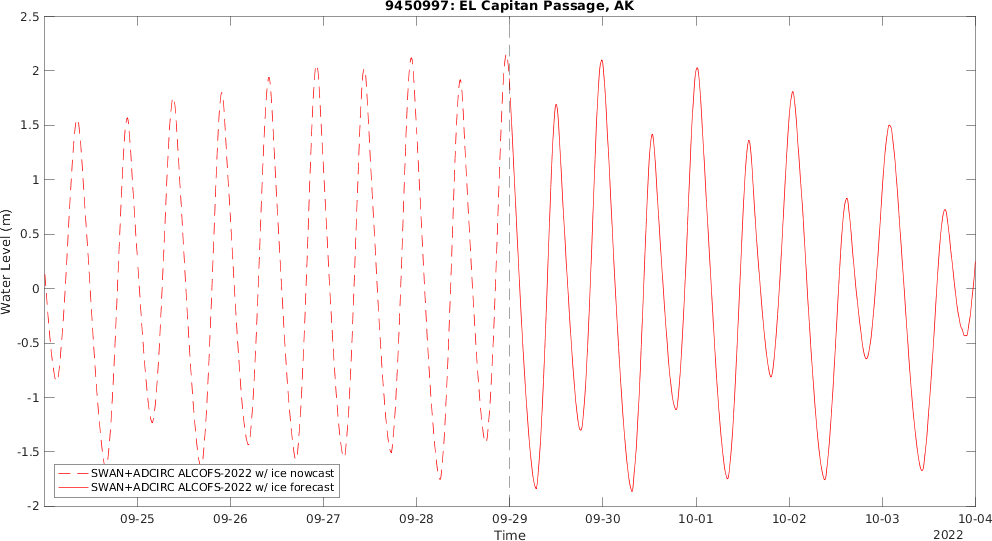 9450997: EL Capitan Passage, AK
2.5
2
1.5
1
0.5
0
-0.5
-1
-1.5
-2
Water Level (m)
SWAN+ADCIRC ALCOFS-2022 w/ ice nowcast
SWAN+ADCIRC ALCOFS-2022 w/ ice forecast
09-25 09-26 09-27 09-28 09-29 09-30 10-01 10-02 10-03 10-04
Time
2022